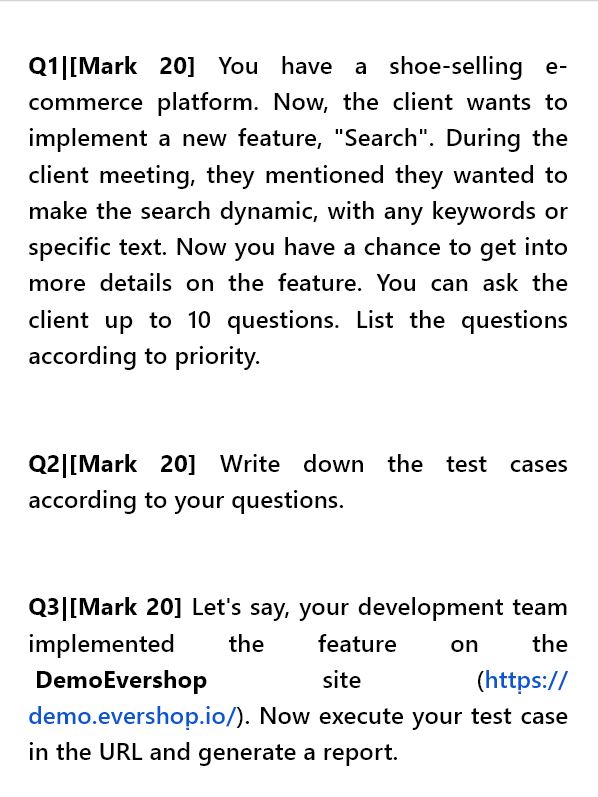 Q1|[Mark 20] You have a shoe-selling e-
commerce platform. Now, the client wants to
implement a new feature, "Search". During the
client meeting, they mentioned they wanted to
make the search dynamic, with any keywords or
specific text. Now you have a chance to get into
more details on the feature. You can ask the
client up to 10 questions. List the questions
according to priority.
Q2|[Mark 20] Write down the test cases
according to your questions.
Q3|[Mark 20] Let's say, your development team
implemented the feature on the
DemoEvershop site (https://
demo.evershop.io/). Now execute your test case
in the URL and generate a report.